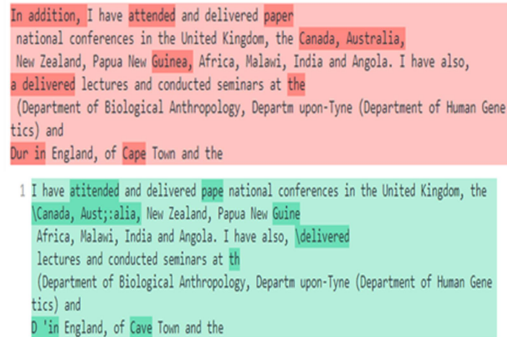 In addition, I have attended and delivered paper
national conferences in the United Kingdom, the Canada, Australia,
New Zealand, Papua New Guinea, Africa, Malawi, India and Angola. I have also,
a delivered lectures and conducted seminars at the
(Department of Biological Anthropology, Departm upon-Tyne (Department of Human Gene
tics) and
Dur in England, of Cape Town and the
1 I have atitended and delivered pape national conferences in the United Kingdom, the
\Canada, Aust;:alia, New Zealand, Papua New Guine
Africa, Malawi, India and Angola. I have also, \delivered
lectures and conducted seminars at th
(Department of Biological Anthropology, Departm upon-Tyne (Department of Human Gene
tics) and
D 'in England, of Cave Town and the